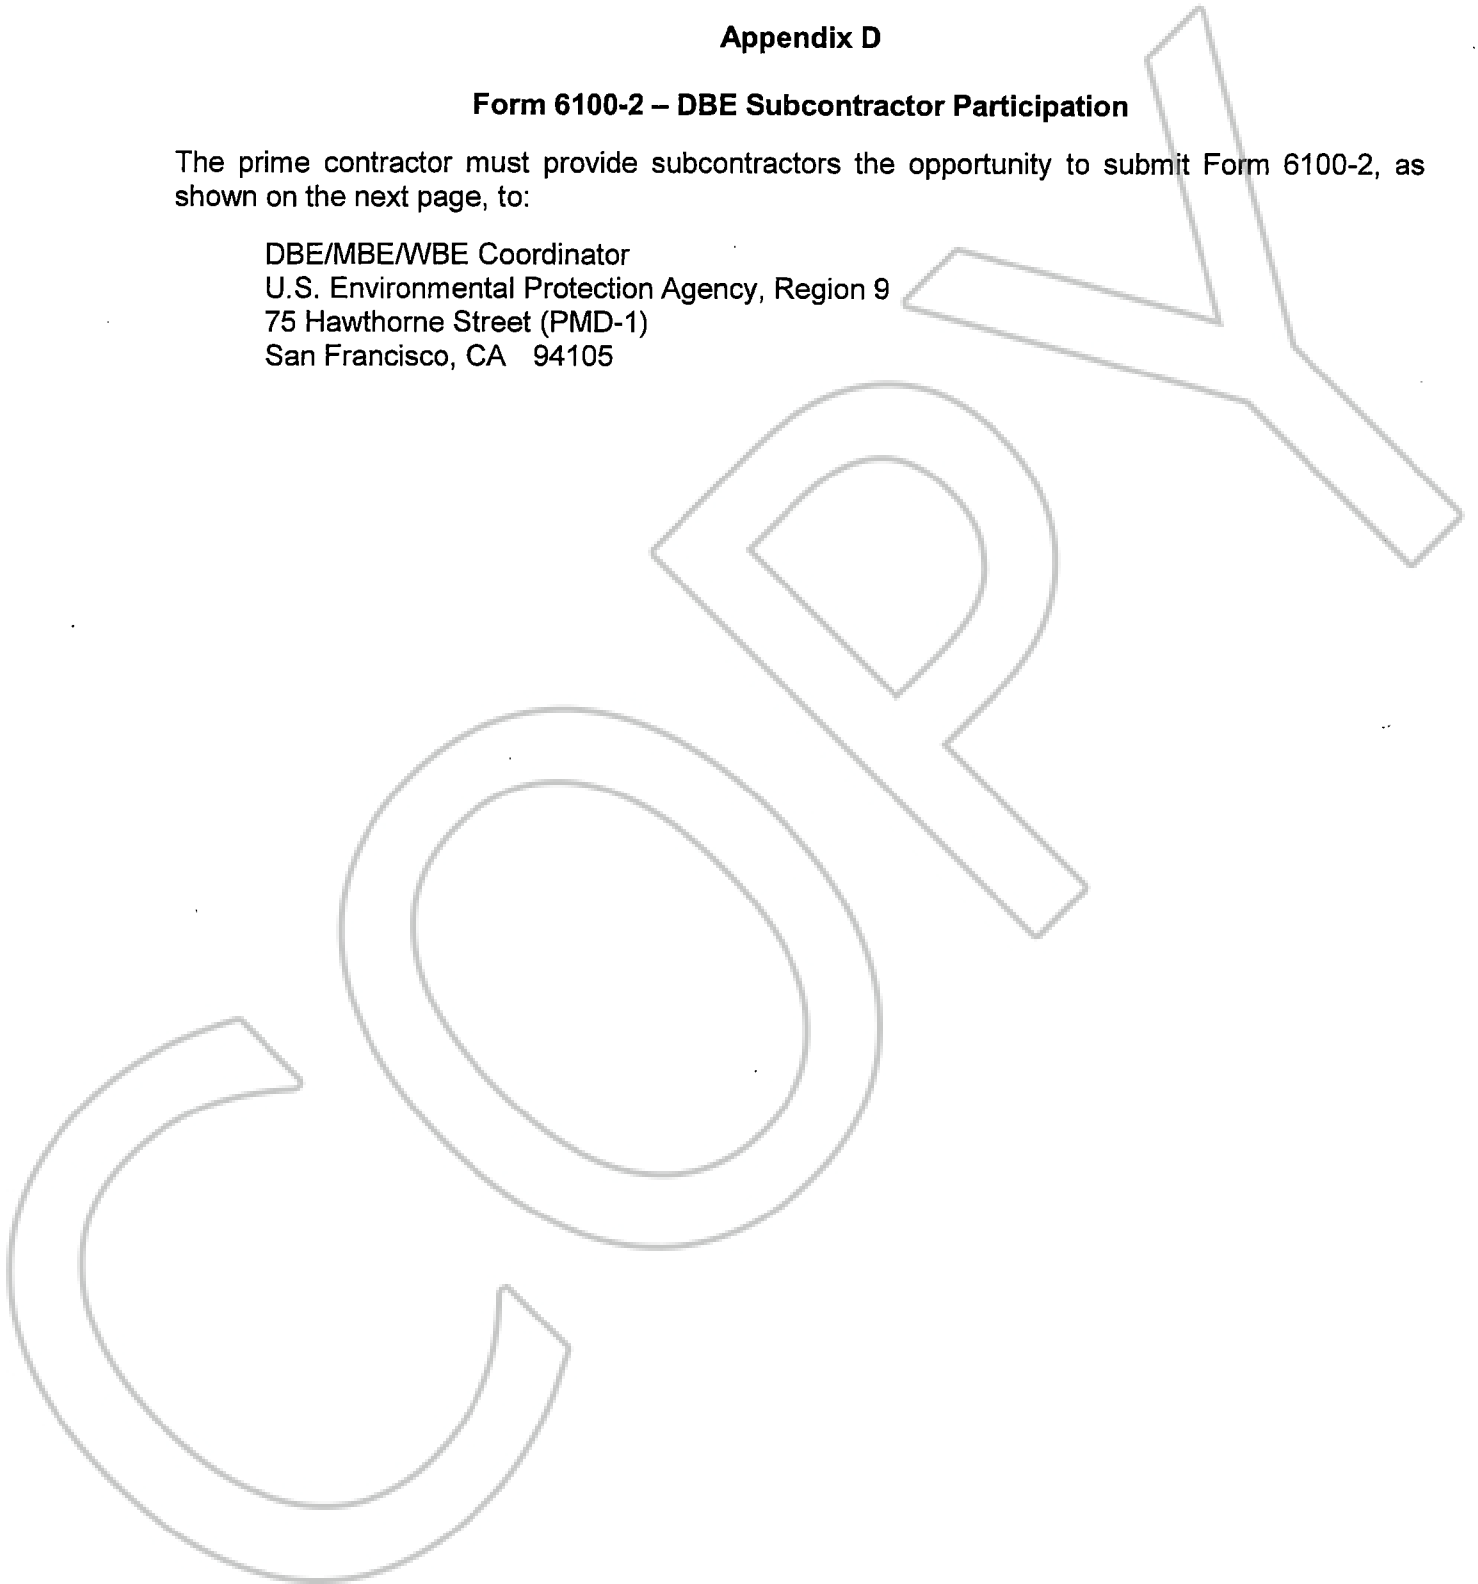 Appendix D
Form 6100-2 – DBE Subcontractor Participation
The prime contractor must provide subcontractors the opportunity to submit Form 6100-2, as
shown on the next page, to:
DBE/MBE/WBE Coordinator
U.S. Environmental Protection Agency, Region 9
75 Hawthorne Street (PMD-1)
San Francisco, CA 94105
COPY